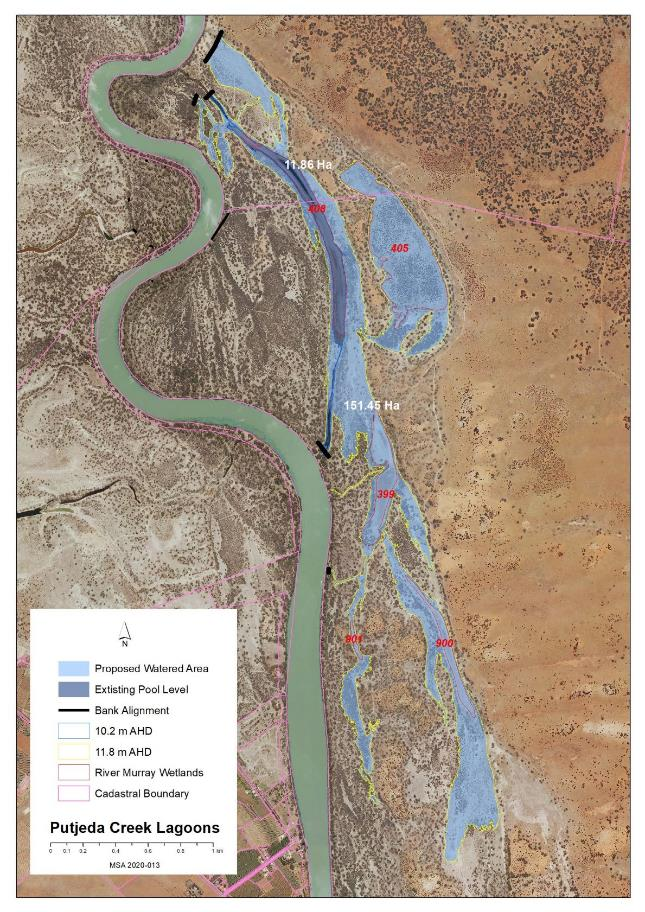 11.86 Ha
406
405
151.45 Ha
399
901
900
N
Proposed Watered Area
Existing Pool Level
Bank Alignment
10.2 m AHD
11.8 m AHD
River Murray Wetlands
Cadastral Boundary
Putjeda Creek Lagoons
0 0.1 0.2 0.4 0.6 0.8 1 km
MSA 2020-013